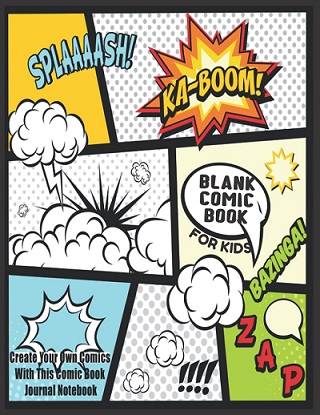 SPLAAAASH!
KA-BOOM!
BLANK
COMIC
BOOK
FOR KIDS
BAZINGA!
ZAP
Create Your Own Comics
With This Comic Book
Journal Notebook
!!!!